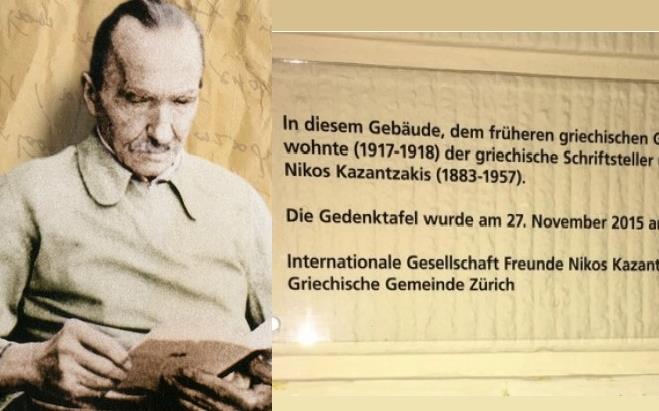 In diesem Gebäude, dem früheren griechischen G
wohnte (1917-1918) der griechische Schriftsteller
Nikos Kazantzakis (1883-1957).
Die Gedenktafel wurde am 27. November 2015 a
Internationale Gesellschaft Freunde Nikos Kazant
Griechische Gemeinde Zürich